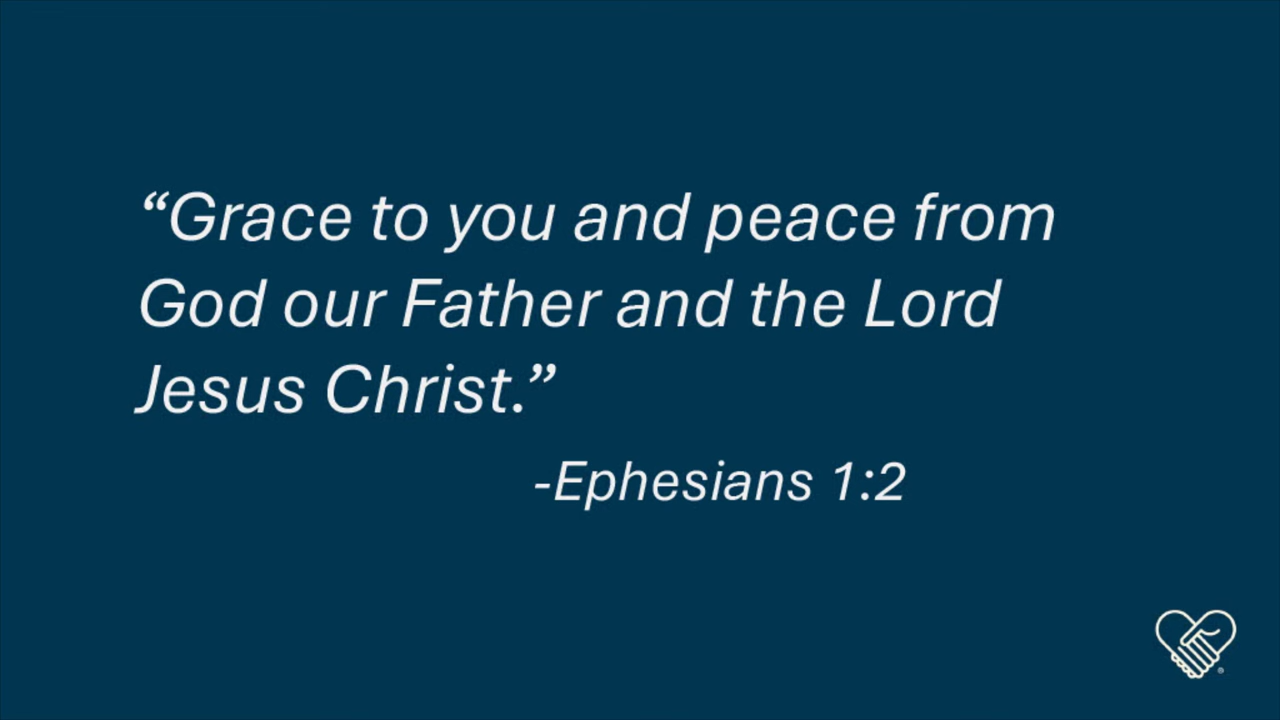 “Grace to you and peace from
God our Father and the Lord
Jesus Christ.”
-Ephesians 1:2
®